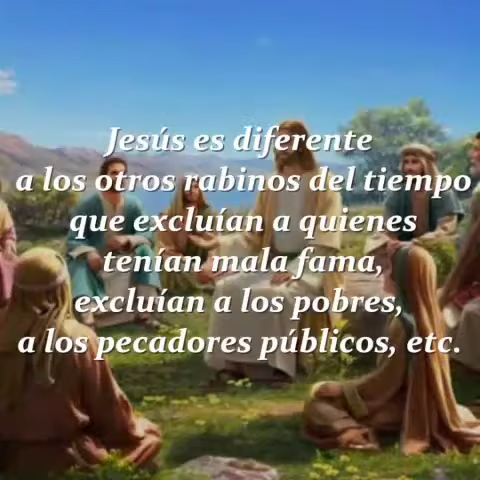 Jesús es diferente
a los otros rabinos del tiempo
que excluían a quienes
tenían mala fama,
excluían a los pobres,
a los pecadores públicos, etc.